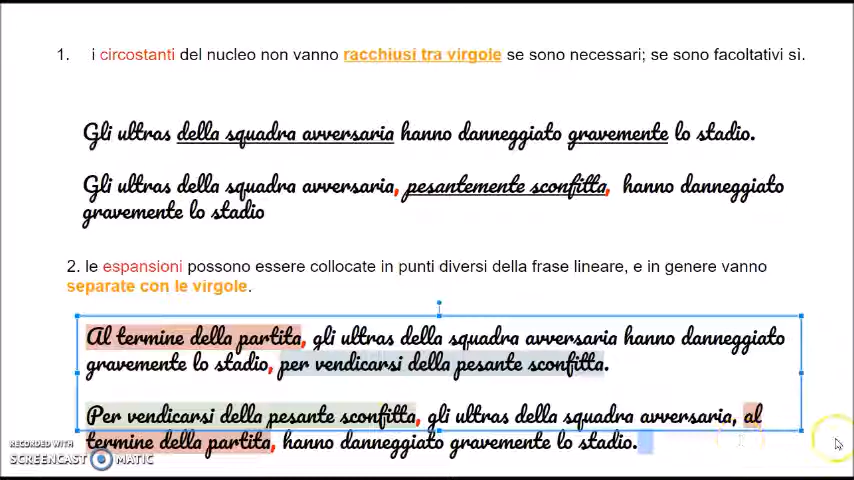 1. i circostanti del nucleo non vanno racchiusi tra virgole se sono necessari; se sono facoltativi sì.
Gli ultras della squadra avversaria hanno danneggiato gravemente lo stadio.
Gli ultras della squadra avversaria, pesantemente sconfitta, hanno danneggiato
gravemente lo stadio
2. le espansioni possono essere collocate in punti diversi della frase lineare, e in genere vanno
separate con le virgole.
Al termine della partita, gli ultras della squadra avversaria hanno danneggiato
gravemente lo stadio, per vendicarsi della pesante sconfitta.
Per vendicarsi della pesante sconfitta, gli ultras della squadra avversaria, al
termine della partita, hanno danneggiato gravemente lo stadio.
RECORDED WITH
SCREENCAST MATIC